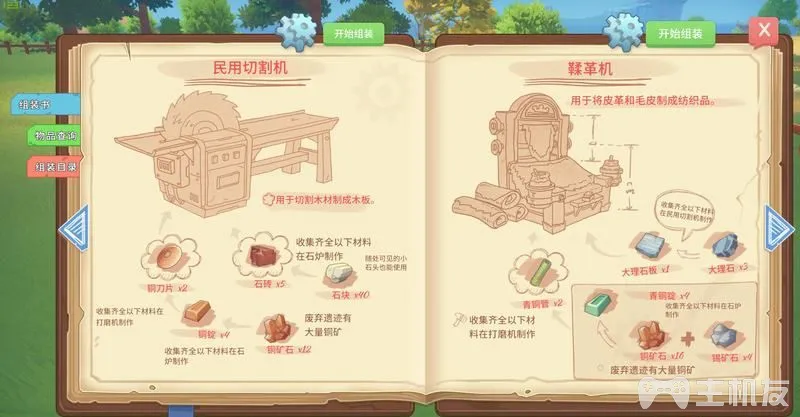 开始组装
开始组装
X
组装书
物品查询
组装目录
民用切割机
用于切割木材制成木板。
铜刀片 x2
石砖 x5
收集齐全以下材料
在石炉制作
随处可见的小
石头也能使用
石块 x40
收集齐全以下材料在
打磨机制作
铜锭 x4
收集齐全以下材料在石
炉制作
铜矿石 x12
废弃遗迹有
大量铜矿
鞣革机
用于将皮革和毛皮制成纺织品。
收集齐全以下材料
在民用切割机制作
大理石板 x1
大理石 x3
青铜管 x2
收集齐全以下材
料在打磨机制作
青铜锭 x4
收集齐全以下材料在石炉
制作
铜矿石 x16
锡矿石 x4
废弃遗迹有大量铜矿
主机友